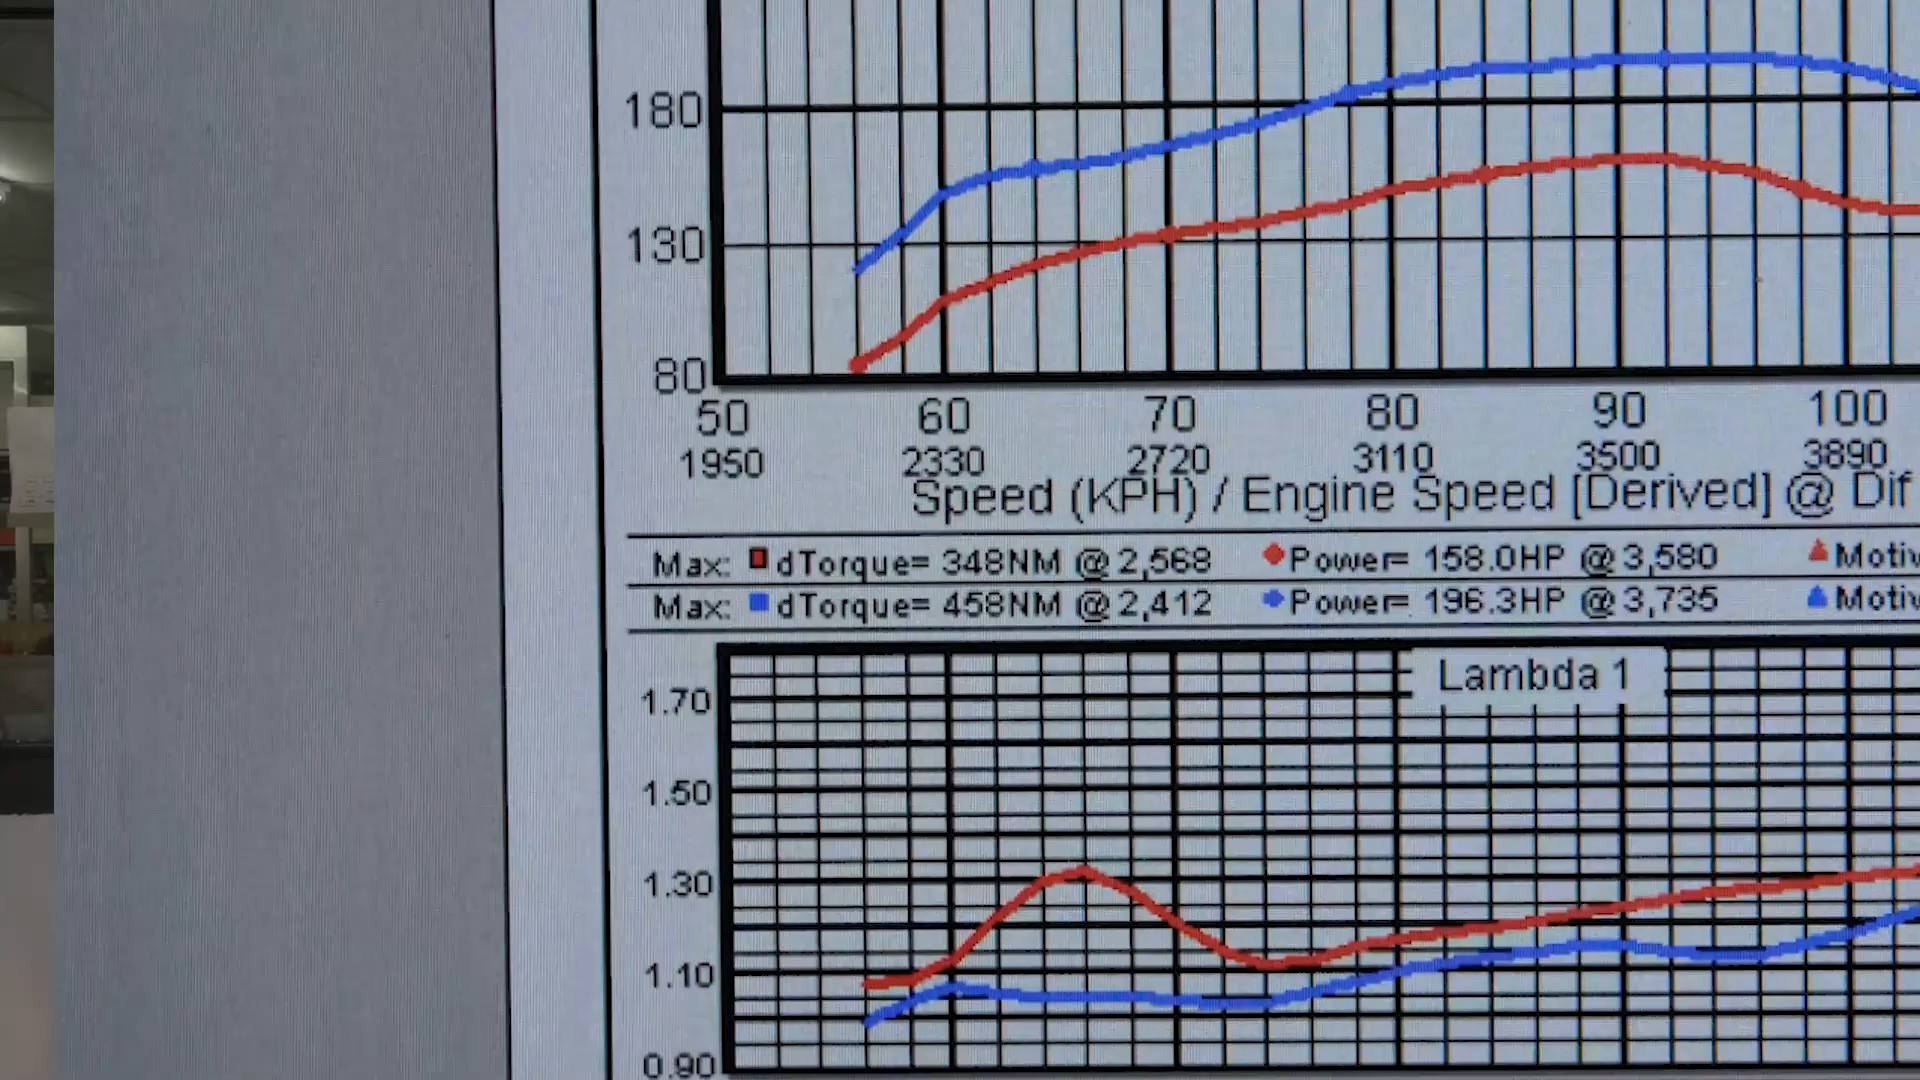 180
130
80
50 60 70 80 90 100
1950 2330 2720 3110 3500 3890
Speed (KPH) / Engine Speed [Derived] @ Dif
Max: dTorque= 348NM @ 2,568 Power= 158.0HP @ 3,580 Motiv
Max: dTorque= 458NM @ 2,412 Power= 196.3HP @ 3,735 Motiv
Lambda 1
1.70
1.50
1.30
1.10
0.90